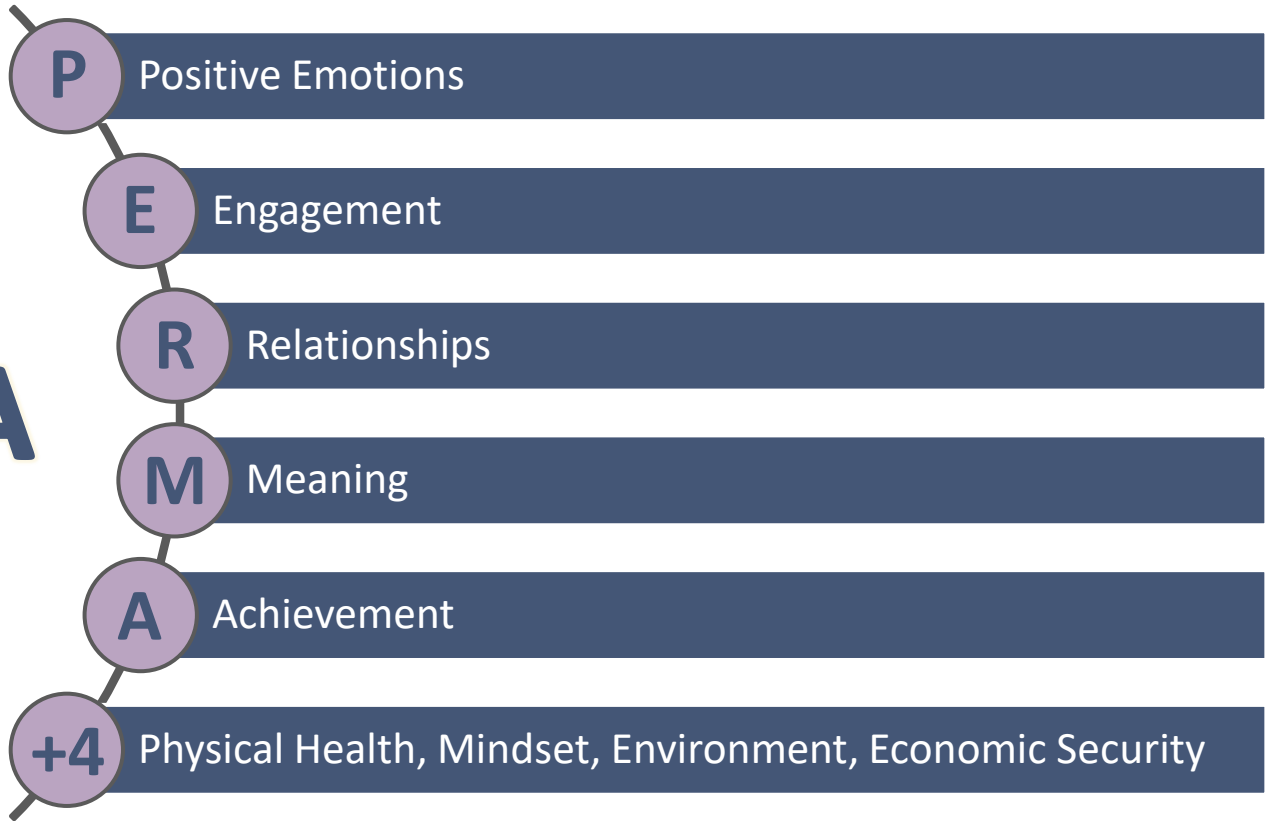 P Positive Emotions
E Engagement
R Relationships
A
M Meaning
A Achievement
+4 Physical Health, Mindset, Environment, Economic Security